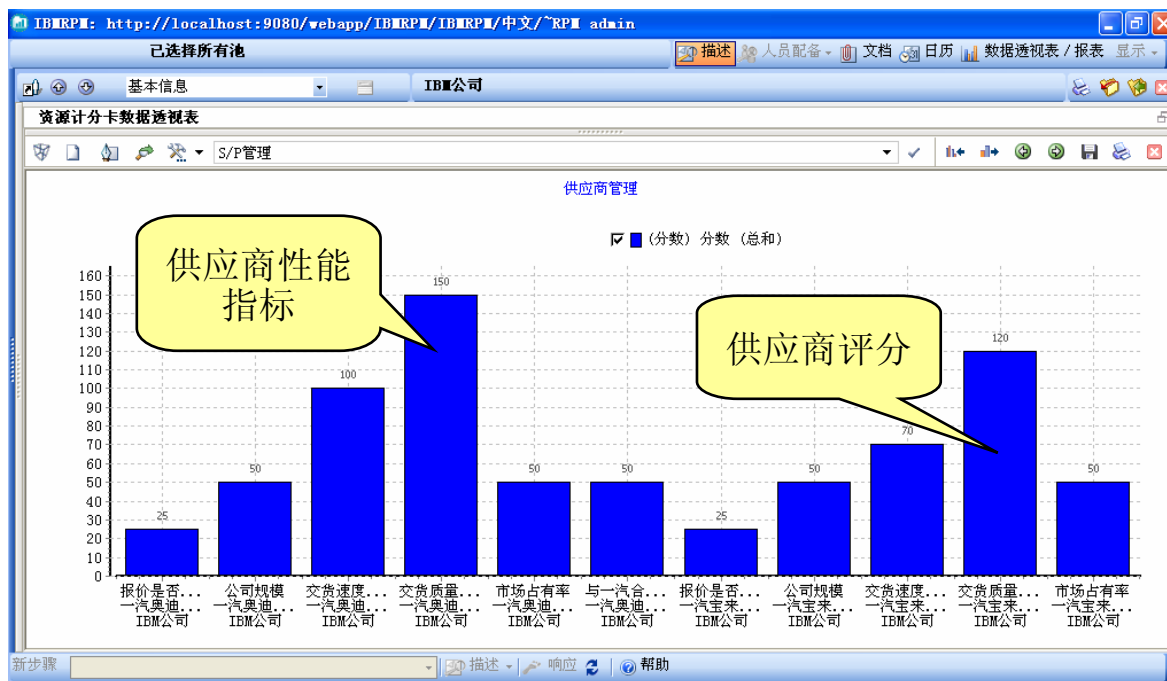 IBMRPM: http://localhost:9080/webapp/IBMRPM/IBMRPM/中文/~RPM admin
已选择所有池 描述 人员配备 文档 日历 数据透视表 / 报表 显示
基本信息 IBM公司
资源计分卡数据透视表
S/P管理
供应商管理
(分数) 分数 (总和)
供应商性能
指标
供应商评分
160
150
140
130
120
110
100
90
80
70
60
50
40
30
20
10
0
25
50
100
150
50
50
25
50
70
120
50
报价是否... 公司规模 交货速度... 交货质量... 市场占有率 与一汽合... 报价是否... 公司规模 交货速度... 交货质量... 市场占有率
一汽奥迪... 一汽奥迪... 一汽奥迪... 一汽奥迪... 一汽奥迪... 一汽奥迪... 一汽宝来... 一汽宝来... 一汽宝来... 一汽宝来... 一汽宝来...
IBM公司 IBM公司 IBM公司 IBM公司 IBM公司 IBM公司 IBM公司 IBM公司 IBM公司 IBM公司 IBM公司
新步骤 描述 响应 帮助